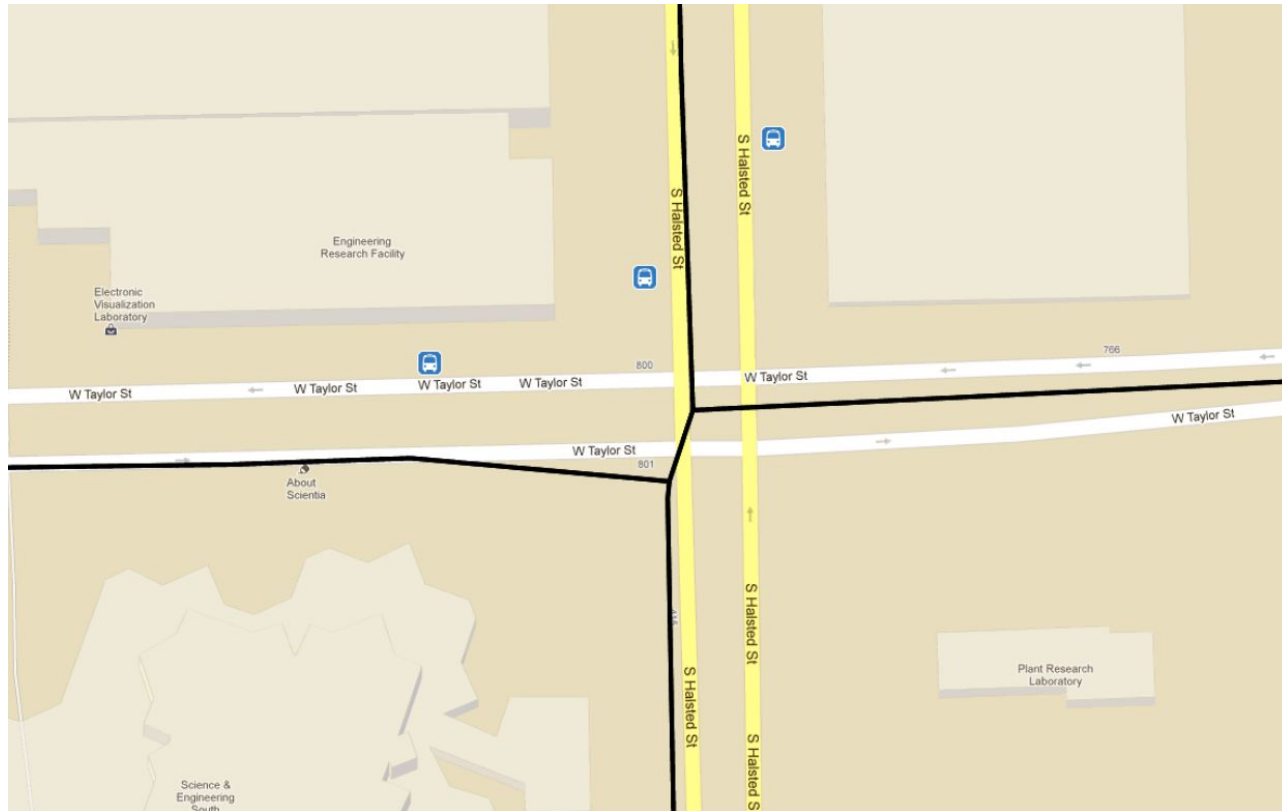 S Halsted St
S Halsted St
Engineering
Research Facility
Electronic
Visualization
Laboratory
800
766
W Taylor St
W Taylor St
W Taylor St
W Taylor St
W Taylor St
W Taylor St
W Taylor St
801
About
Scientia
415
S Halsted St
S Halsted St
Plant Research
Laboratory
S Halsted S
Science &
Engineering
South